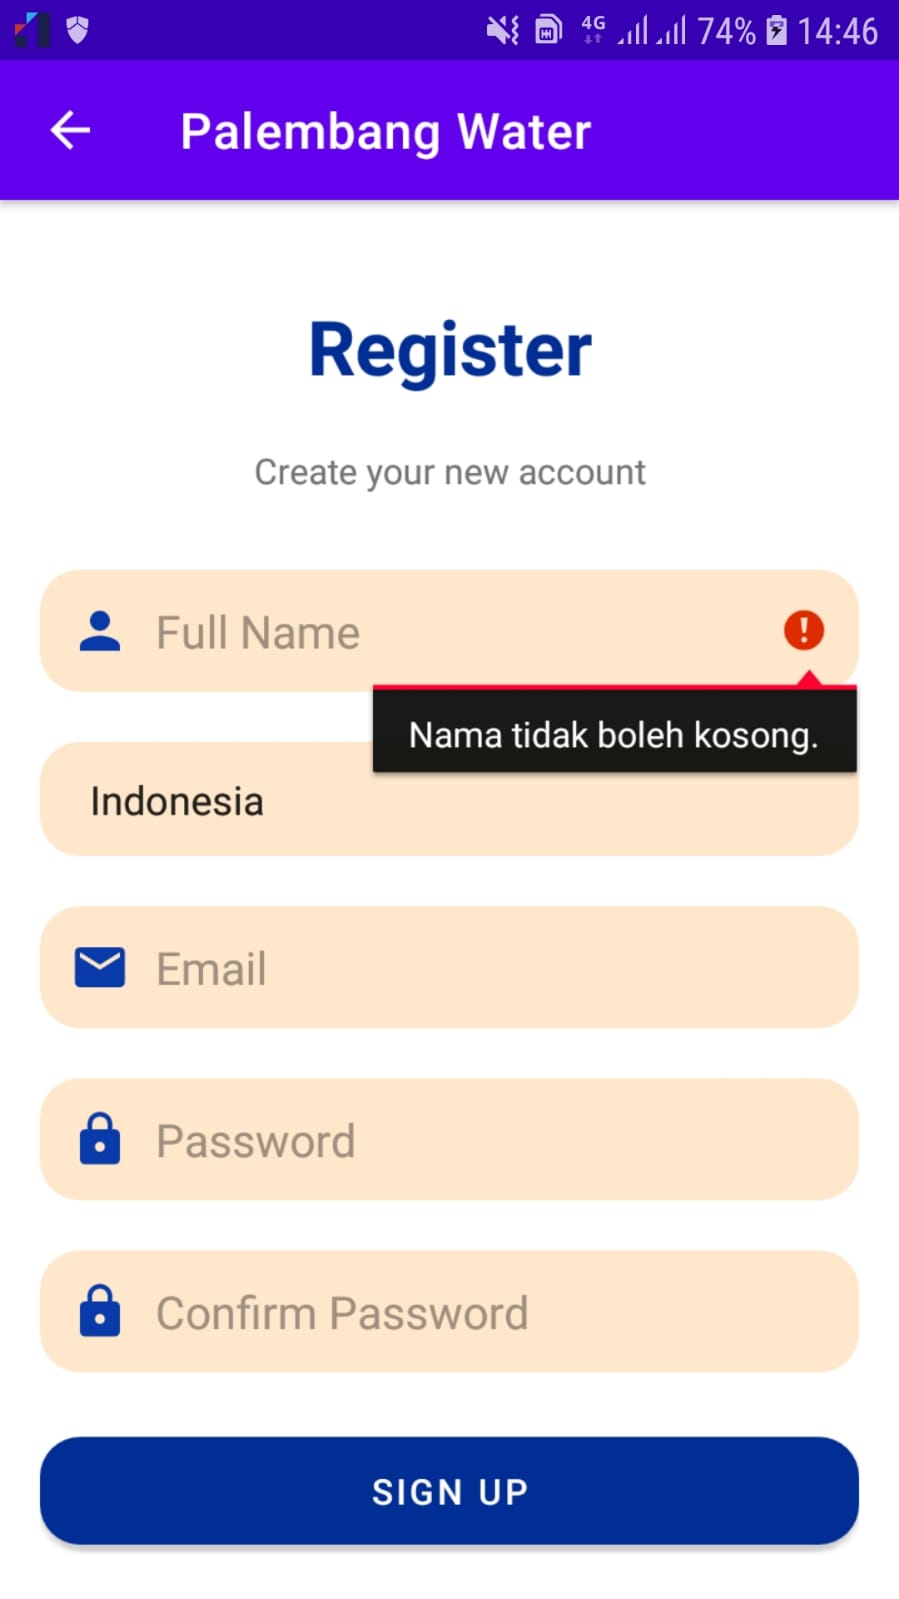 4G 74% 14:46
Palembang Water
Register
Create your new account
Full Name
Nama tidak boleh kosong.
Indonesia
Email
Password
Confirm Password
SIGN UP